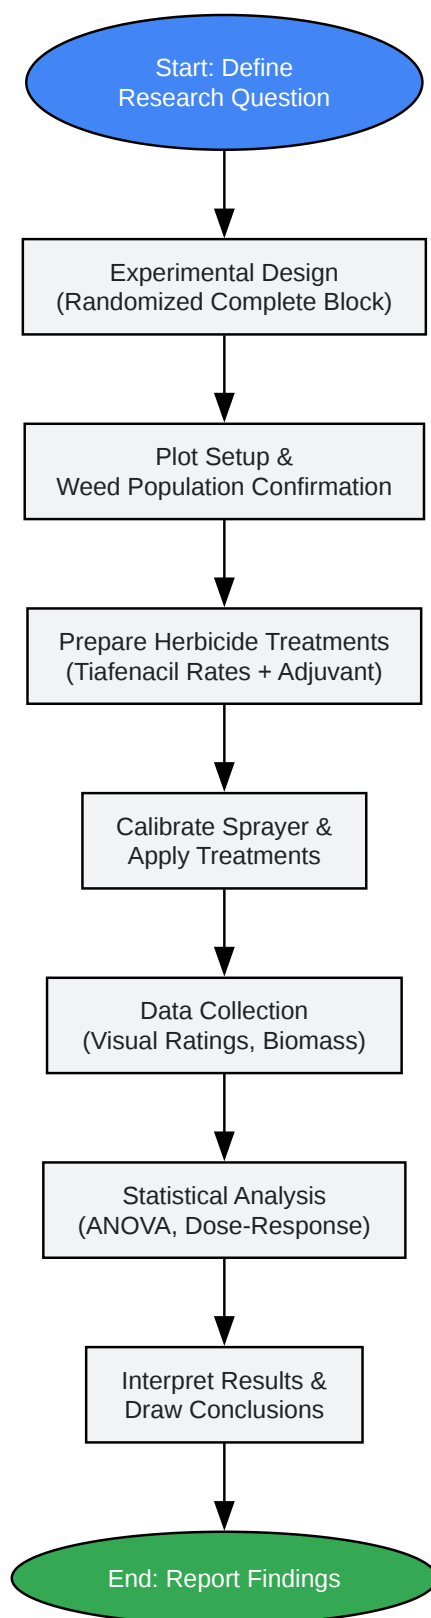 Start: Define
Research Question
Experimental Design
(Randomized Complete Block)
Plot Setup &
Weed Population Confirmation
Prepare Herbicide Treatments
(Tiafenacil Rates + Adjuvant)
Calibrate Sprayer &
Apply Treatments
Data Collection
(Visual Ratings, Biomass)
Statistical Analysis
(ANOVA, Dose-Response)
Interpret Results &
Draw Conclusions
End: Report Findings